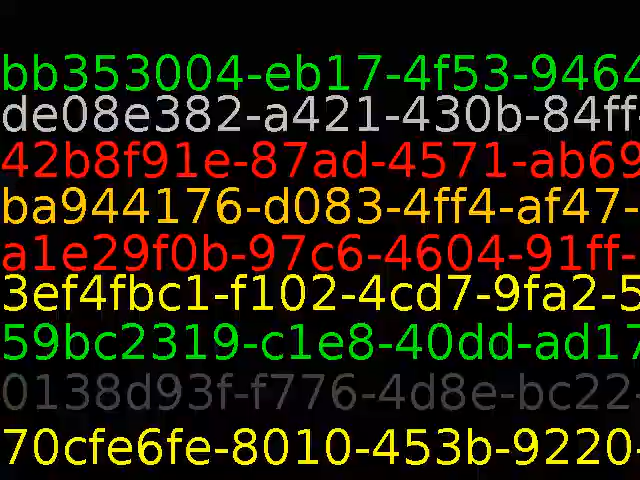 bb353004-eb17-4f53-9464
de08e382-a421-430b-84ff-
42b8f91e-87ad-4571-ab69
ba944176-d083-4ff4-af47-
a1e29f0b-97c6-4604-91ff-
3ef4fbc1-f102-4cd7-9fa2-5
59bc2319-c1e8-40dd-ad17
0138d93f-f776-4d8e-bc22-
70cfe6fe-8010-453b-9220-